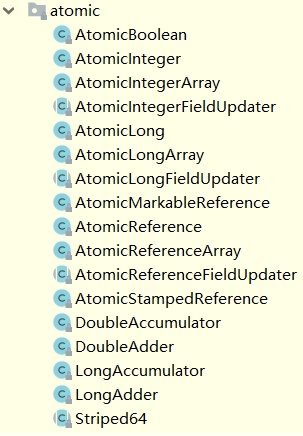 atomic
AtomicBoolean
AtomicInteger
AtomicIntegerArray
AtomicIntegerFieldUpdater
AtomicLong
AtomicLongArray
AtomicLongFieldUpdater
AtomicMarkableReference
AtomicReference
AtomicReferenceArray
AtomicReferenceFieldUpdater
AtomicStampedReference
DoubleAccumulator
DoubleAdder
LongAccumulator
LongAdder
Striped64